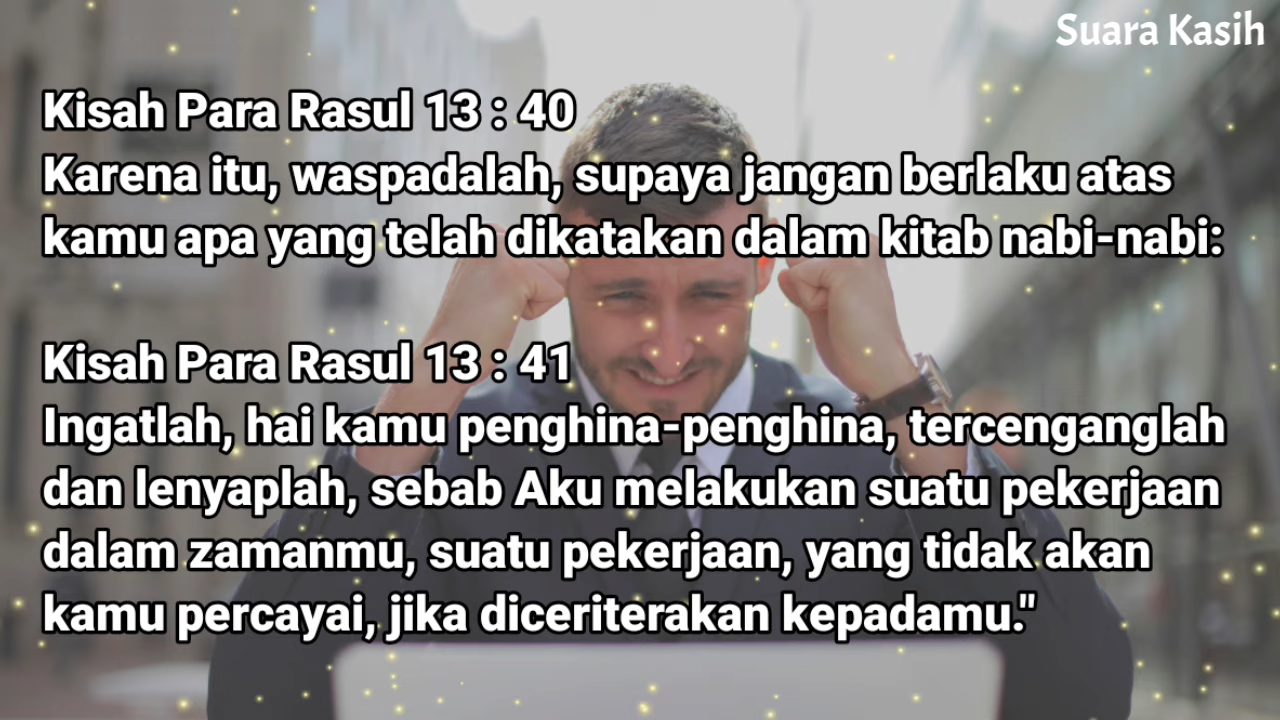 Suara Kasih
Kisah Para Rasul 13 : 40
Karena itu, waspadalah, supaya jangan berlaku atas
kamu apa yang telah dikatakan dalam kitab nabi-nabi:
Kisah Para Rasul 13 : 41
Ingatlah, hai kamu penghina-penghina, tercenganglah
dan lenyaplah, sebab Aku melakukan suatu pekerjaan
dalam zamanmu, suatu pekerjaan, yang tidak akan
kamu percayai, jika diceriterakan kepadamu."